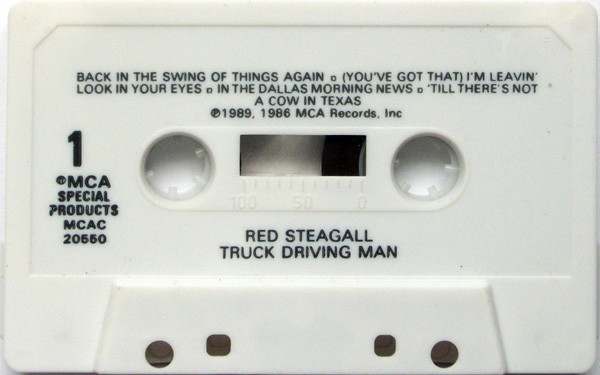 BACK IN THE SWING OF THINGS AGAIN ▫ (YOU'VE GOT THAT) I'M LEAVIN'
LOOK IN YOUR EYES ▫ IN THE DALLAS MORNING NEWS ▫ 'TILL THERE'S NOT
A COW IN TEXAS
℗1989, 1986 MCA Records, Inc
1
®MCA
SPECIAL
PRODUCTS
MCAC
20550
100 50 0
RED STEAGALL
TRUCK DRIVING MAN